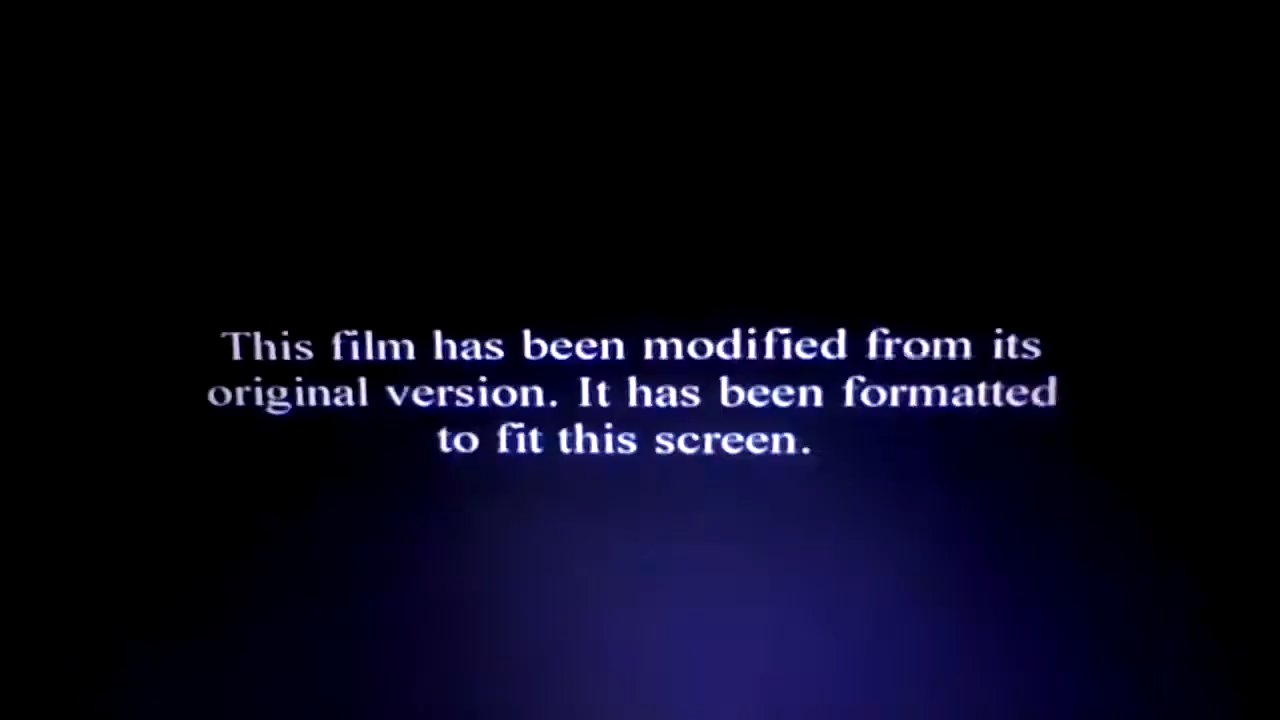 This film has been modified from its
original version. It has been formatted
to fit this screen.